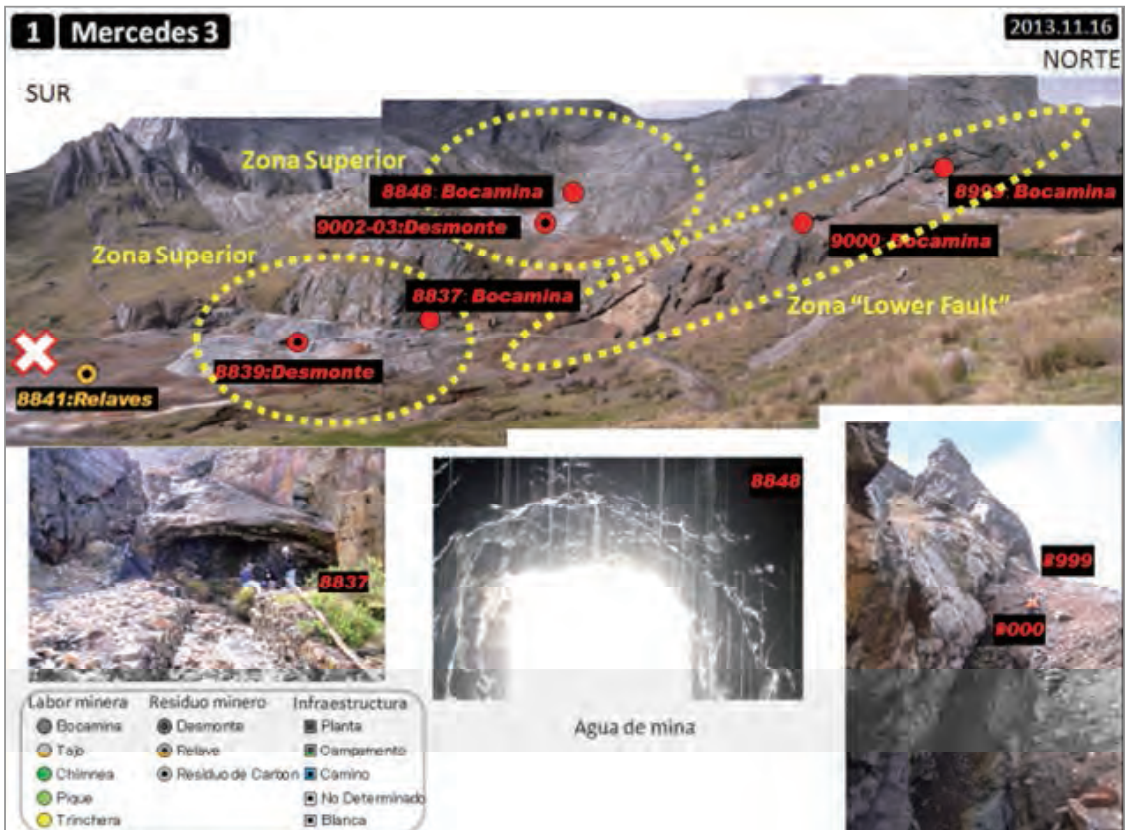 1 Mercedes 3
2013.11.16
NORTE
SUR
Zona Superior
8848: Bocamina
8999: Bocamina
9002-03:Desmonte
9000: Bocamina
Zona Superior
8837: Bocamina
Zona "Lower Fault"
8839:Desmonte
8841:Relaves
8837
8848
8999
9000
Agua de mina
Labor minera Residuo minero Infraestructura
Bocamina Desmonte Planta
Tajo Relave Campamento
Chimnea Residuo de Carbon Camino
Pique No Determinado
Trinchera Blanca